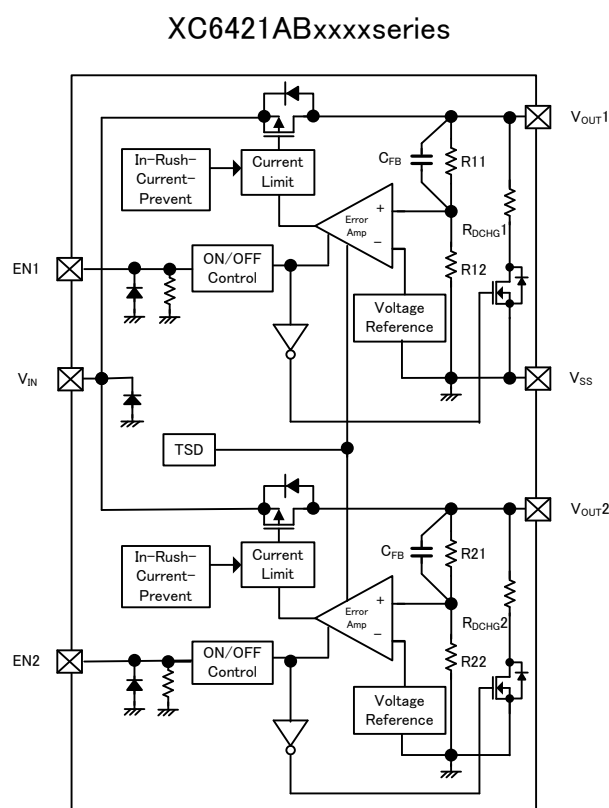 XC6421ABxxxxseries
VOUT1
CFB
R11
In-Rush-
Current-
Prevent
Current
Limit
+
Error
Amp
−
RDCHG1
EN1
ON/OFF
Control
R12
Voltage
Reference
VIN
VSS
TSD
VOUT2
CFB
R21
In-Rush-
Current-
Prevent
Current
Limit
+
Error
Amp
−
RDCHG2
EN2
ON/OFF
Control
R22
Voltage
Reference